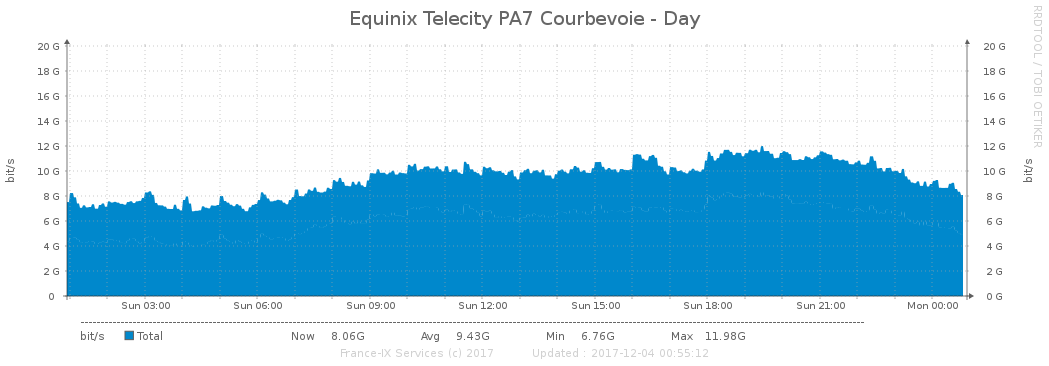 Equinix Telecity PA7 Courbevoie - Day
RRDTOOL / TOBI OETIKER
bit/s
20 G 20 G
18 G 18 G
16 G 16 G
14 G 14 G
12 G 12 G
10 G 10 G
8 G 8 G
6 G 6 G
4 G 4 G
2 G 2 G
0 0 G
bit/s
Sun 03:00 Sun 06:00 Sun 09:00 Sun 12:00 Sun 15:00 Sun 18:00 Sun 21:00 Mon 00:00
bit/s Total Now 8.06G Avg 9.43G Min 6.76G Max 11.98G
France-IX Services (c) 2017 Updated : 2017-12-04 00:55:12